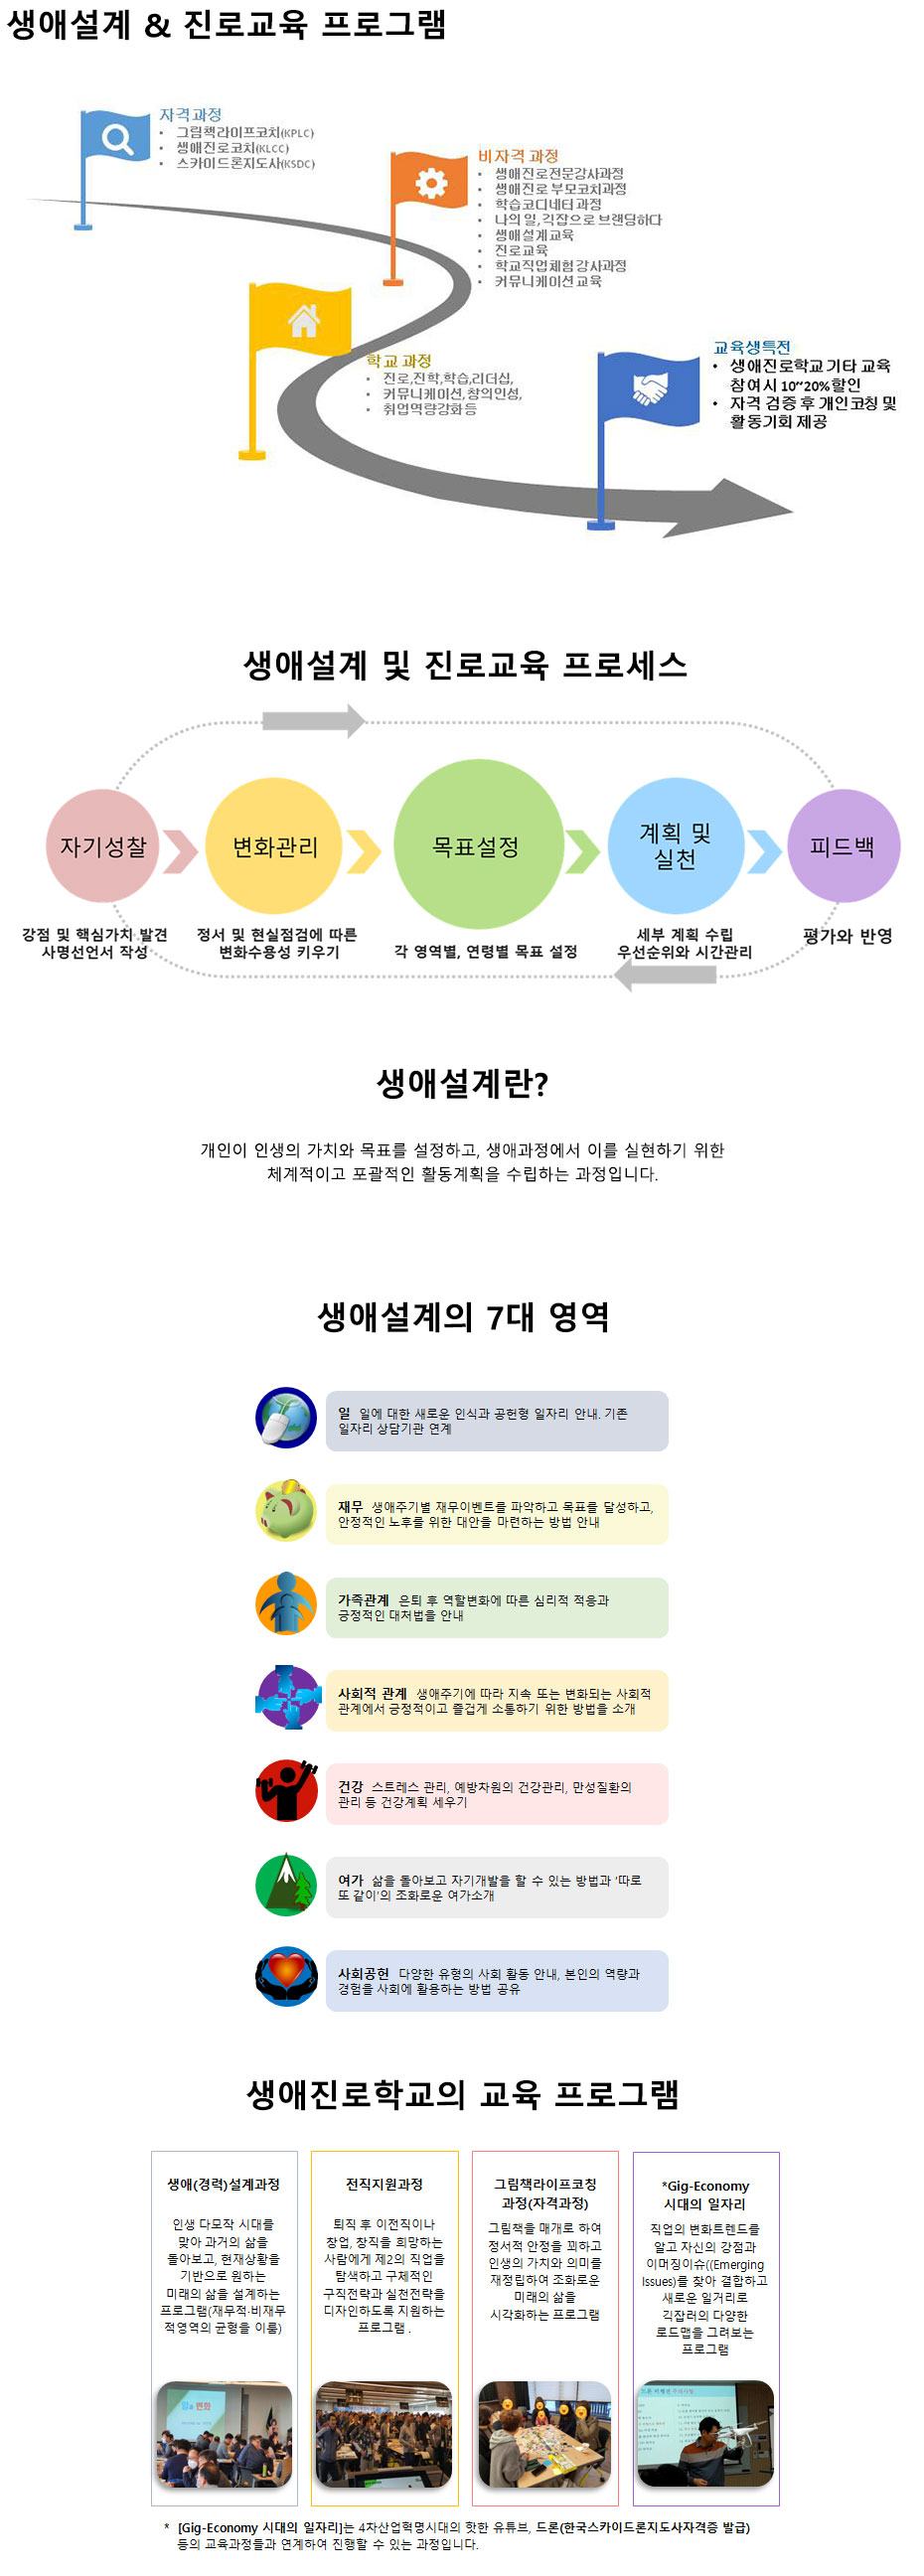 생애설계 & 진로교육 프로그램
자격과정
• 그림책라이프코치(KPLC)
• 생애진로코치(KLCC)
• 스카이드론지도사(KSDC)
비자격 과정
• 생애진로전문강사과정
• 생애진로 부모코치과정
• 학습코디네터 과정
• 나의 일, 긱잡으로 브랜딩하다
• 생애설계교육
• 진로교육
• 학교직업체험 강사과정
• 커뮤니케이션 교육
학교 과정
• 진로,진학,학습,리더십,
• 커뮤니케이션, 창의인성,
• 취업역량강화등
교육생특전
• 생애진로학교 기타 교육
참여시 10~20%할인
• 자격 검증 후 개인코칭 및
활동기회 제공
생애설계 및 진로교육 프로세스
자기성찰
변화관리
목표설정
계획 및
실천
피드백
강점 및 핵심가치 발견
사명선언서 작성
정서 및 현실점검에 따른
변화수용성 키우기
각 영역별, 연령별 목표 설정
세부 계획 수립
우선순위와 시간관리
평가와 반영
생애설계란?
개인이 인생의 가치와 목표를 설정하고, 생애과정에서 이를 실현하기 위한
체계적이고 포괄적인 활동계획을 수립하는 과정입니다.
생애설계의 7대 영역
일 일에 대한 새로운 인식과 공헌형 일자리 안내. 기존
일자리 상담기관 연계
재무 생애주기별 재무이벤트를 파악하고 목표를 달성하고,
안정적인 노후를 위한 대안을 마련하는 방법 안내
가족관계 은퇴 후 역할변화에 따른 심리적 적응과
긍정적인 대처법을 안내
사회적 관계 생애주기에 따라 지속 또는 변화되는 사회적
관계에서 긍정적이고 즐겁게 소통하기 위한 방법을 소개
건강 스트레스 관리, 예방차원의 건강관리, 만성질환의
관리 등 건강계획 세우기
여가 삶을 돌아보고 자기개발을 할 수 있는 방법과 ‘따로
또 같이’의 조화로운 여가소개
사회공헌 다양한 유형의 사회 활동 안내, 본인의 역량과
경험을 사회에 활용하는 방법 공유
생애진로학교의 교육 프로그램
생애(경력)설계과정
인생 다모작 시대를
맞아 과거의 삶을
돌아보고, 현재상황을
기반으로 원하는
미래의 삶을 설계하는
프로그램(재무적·비재무
적영역의 균형을 이룸)
전직지원과정
퇴직 후 이전직이나
창업, 창직을 희망하는
사람에게 제2의 직업을
탐색하고 구체적인
구직전략과 실천전략을
디자인하도록 지원하는
프로그램 .
그림책라이프코칭
과정(자격과정)
그림책을 매개로 하여
정서적 안정을 꾀하고
인생의 가치와 의미를
재정립하여 조화로운
미래의 삶을
시각화하는 프로그램
*Gig-Economy
시대의 일자리
직업의 변화트렌드를
알고 자신의 강점과
이머징이슈((Emerging
Issues)를 찾아 결합하고
새로운 일거리로
긱잡러의 다양한
로드맵을 그려보는
프로그램
* [Gig-Economy 시대의 일자리]는 4차산업혁명시대의 핫한 유튜브, 드론(한국스카이드론지도사자격증 발급)
등의 교육과정들과 연계하여 진행할 수 있는 과정입니다.